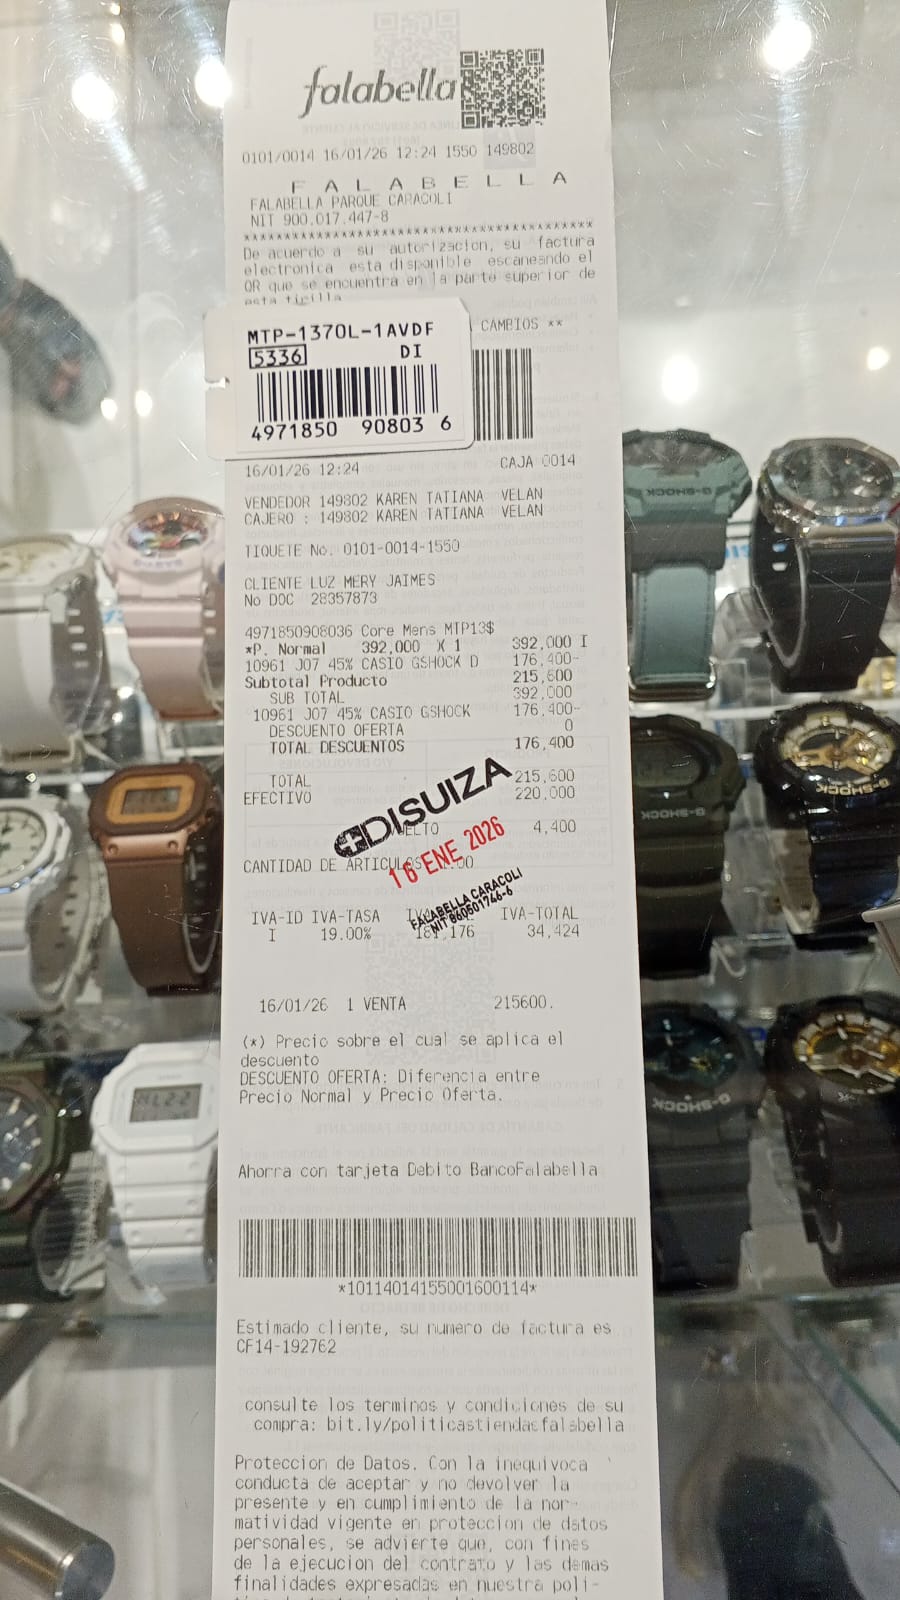 falabella
0101/0014 16/01/26 12:24 1550 149802
F A L A B E L L A
FALABELLA PARQUE CARACOLI
NIT 900.017.447-8
******************************************
De acuerdo a su autorizacion, su factura
electronica esta disponible escaneando el
QR que se encuentra en la parte superior de
esta tirilla
CAMBIOS **
MTP-1370L-1AVDF
5336 DI
4971850 90803 6
16/01/26 12:24 CAJA 0014
VENDEDOR 149802 KAREN TATIANA VELAN
CAJERO : 149802 KAREN TATIANA VELAN
TIQUETE No. 0101-0014-1550
CLIENTE LUZ MERY JAIMES
No DOC 28357873
4971850908036 Core Mens MTP13$
*P. Normal 392,000 X 1 392,000 I
10961 J07 45% CASIO GSHOCK D 176,400-
Subtotal Producto 215,600
SUB TOTAL 392,000
10961 J07 45% CASIO GSHOCK 176,400-
DESCUENTO OFERTA 0
TOTAL DESCUENTOS 176,400
TOTAL 215,600
EFECTIVO 220,000
DISUIZA
VUELTO 4,400
16 ENE 2026
CANTIDAD DE ARTICULOS
FALABELLA CARACOLI
NIT 860501746-6
IVA-ID IVA-TASA IVA-TOTAL
I 19.00% 181,176 34,424
16/01/26 1 VENTA 215600.
(*) Precio sobre el cual se aplica el
descuento
DESCUENTO OFERTA: Diferencia entre
Precio Normal y Precio Oferta.
Ahorra con tarjeta Debito BancoFalabella
*10114014155001600114*
Estimado cliente, su numero de factura es
CF14-192762
consulte los terminos y condiciones de su
compra: bit.ly/politicastiendasfalabella
Proteccion de Datos. Con la inequivoca
conducta de aceptar y no devolver la
presente y en cumplimiento de la nor-
matividad vigente en proteccion de datos
personales, se advierte que, con fines
de la ejecucion del contrato y las demas
finalidades expresadas en nuestra poli-
G-SHOCK
G-SHOCK
G-SHOCK
G-SHOCK